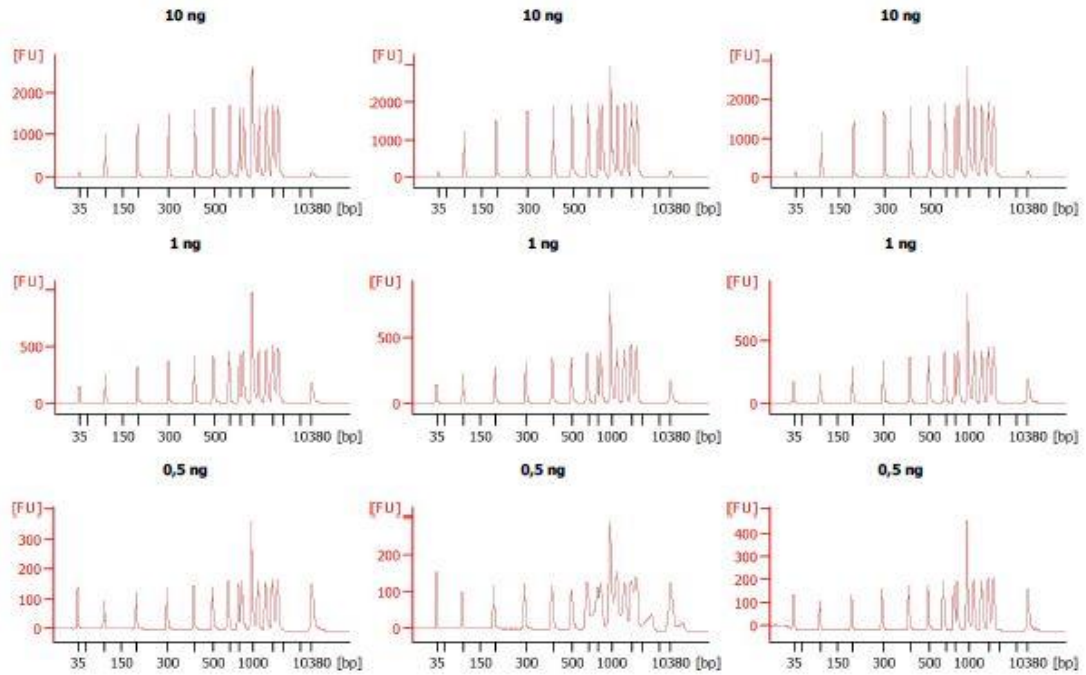 10 ng 10 ng 10 ng
[FU] [FU] [FU]
2000 2000 2000
1000 1000 1000
0 0 0
35 150 300 500 10380 [bp] 35 150 300 500 10380 [bp] 35 150 300 500 10380 [bp]
1 ng 1 ng 1 ng
[FU] [FU] [FU]
500 500 500
0 0 0
35 150 300 500 10380 [bp] 35 150 300 500 1000 10380 [bp] 35 150 300 500 1000 10380 [bp]
0,5 ng 0,5 ng 0,5 ng
[FU] [FU] [FU]
300 200 400
200 100 300
100 0 200
0 100
0
35 150 300 500 1000 10380 [bp] 35 150 300 500 1000 10380 [bp] 35 150 300 500 1000 10380 [bp]